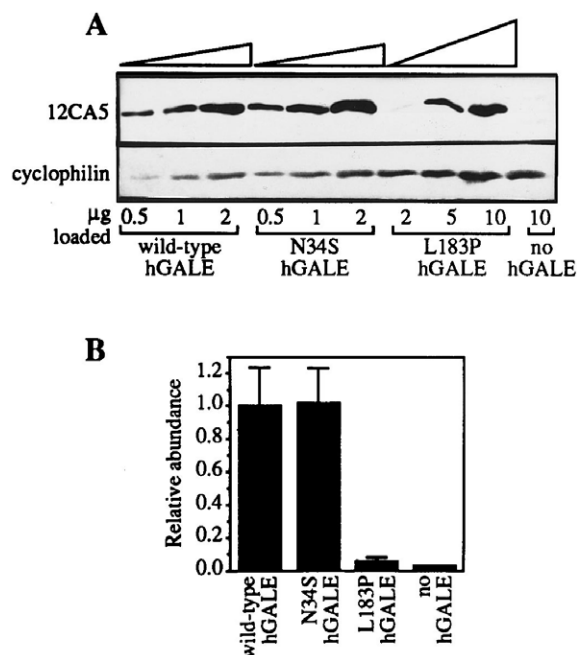 A
12CA5
cyclophilin
µg loaded 0.5 1 2 0.5 1 2 2 5 10 10
wild-type hGALE
N34S hGALE
L183P hGALE
no hGALE
B
Relative abundance
1.2
1.0
0.8
0.6
0.4
0.2
0.0
wild-type hGALE
N34S hGALE
L183P hGALE
no hGALE